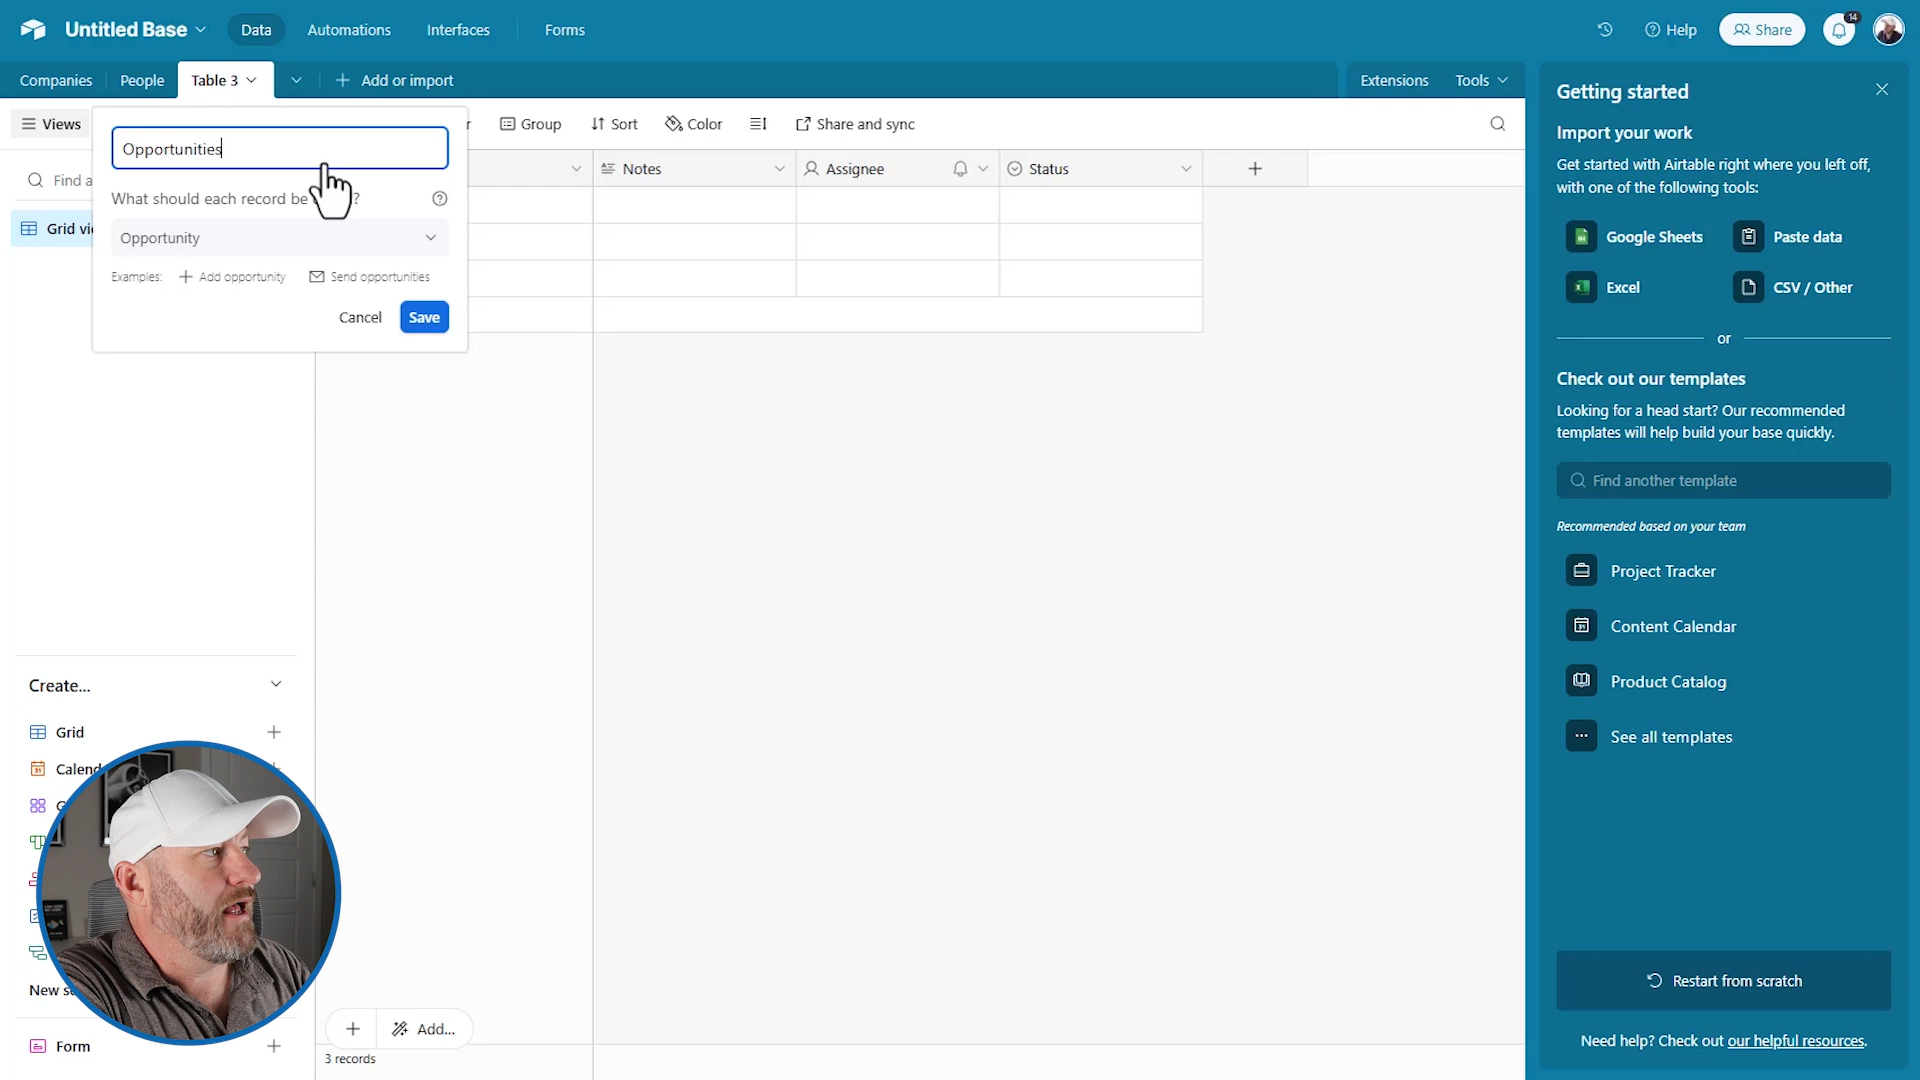 Untitled Base
Data
Automations
Interfaces
Forms
Help
Share
14
Companies
People
Table 3
Add or import
Extensions
Tools
Views
Group
Sort
Color
Share and sync
Opportunities
What should each record be
?
Opportunity
Examples:
Add opportunity
Send opportunities
Cancel
Save
Find a
Grid vi
Notes
Assignee
Status
Create...
Grid
Calend
New s
Form
Add...
3 records
Getting started
Import your work
Get started with Airtable right where you left off,
with one of the following tools:
Google Sheets
Paste data
Excel
CSV / Other
or
Check out our templates
Looking for a head start? Our recommended
templates will help build your base quickly.
Find another template
Recommended based on your team
Project Tracker
Content Calendar
Product Catalog
See all templates
Restart from scratch
Need help? Check out our helpful resources.